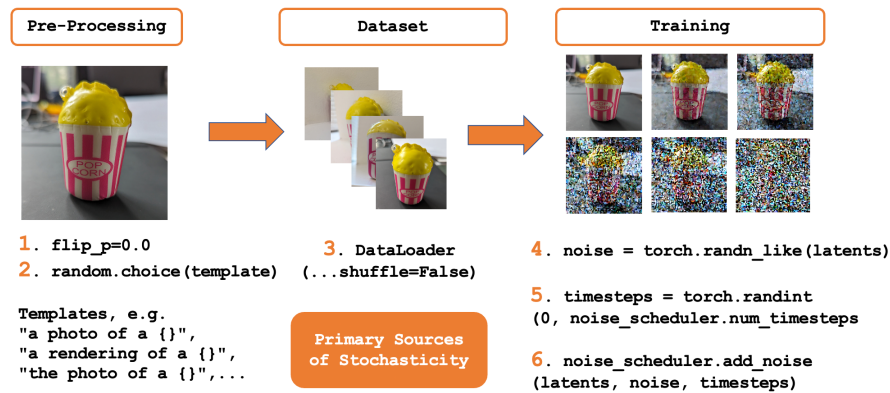 Pre-Processing
Dataset
Training
POP
CORN
1. flip_p=0.0
2. random.choice(template)
Templates, e.g.
"a photo of a {}",
"a rendering of a {}",
"the photo of a {}",...
3. DataLoader
(...shuffle=False)
Primary Sources
of Stochasticity
4. noise = torch.randn_like(latents)
5. timesteps = torch.randint
(0, noise_scheduler.num_timesteps
6. noise_scheduler.add_noise
(latents, noise, timesteps)